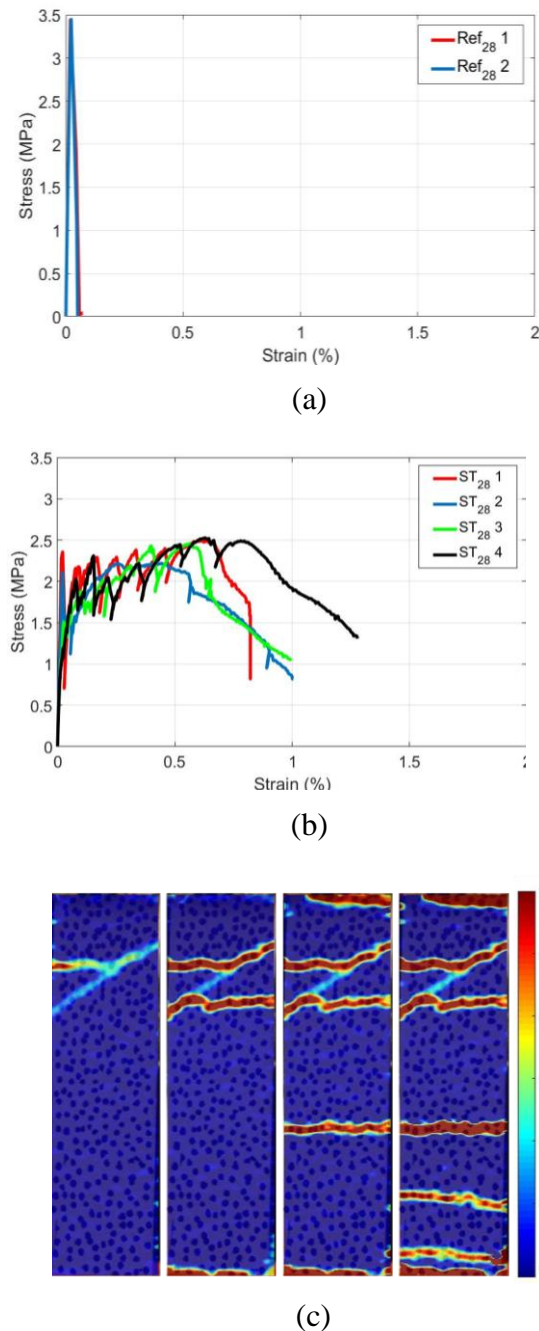 3.5
3
2.5
2
1.5
1
0.5
0
Stress (MPa)
Ref28 1
Ref28 2
0 0.5 1 1.5 2
Strain (%)
(a)
3.5
3
2.5
2
1.5
1
0.5
0
Stress (MPa)
ST28 1
ST28 2
ST28 3
ST28 4
0 0.5 1 1.5 2
Strain (%)
(b)
(c)